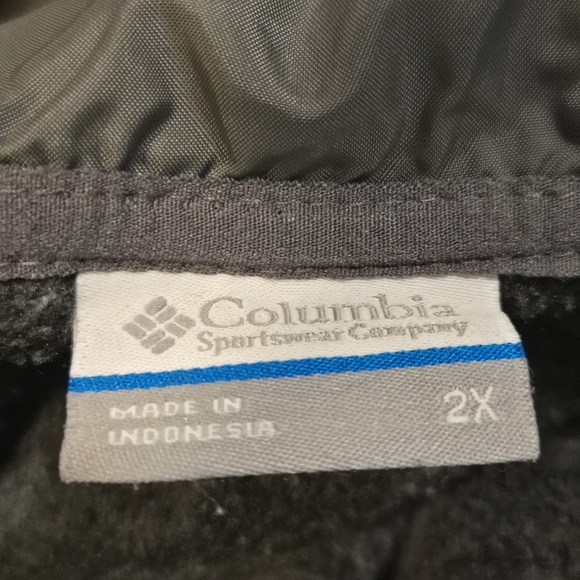 Columbia
Sportswear Company
MADE IN
INDONESIA
2X